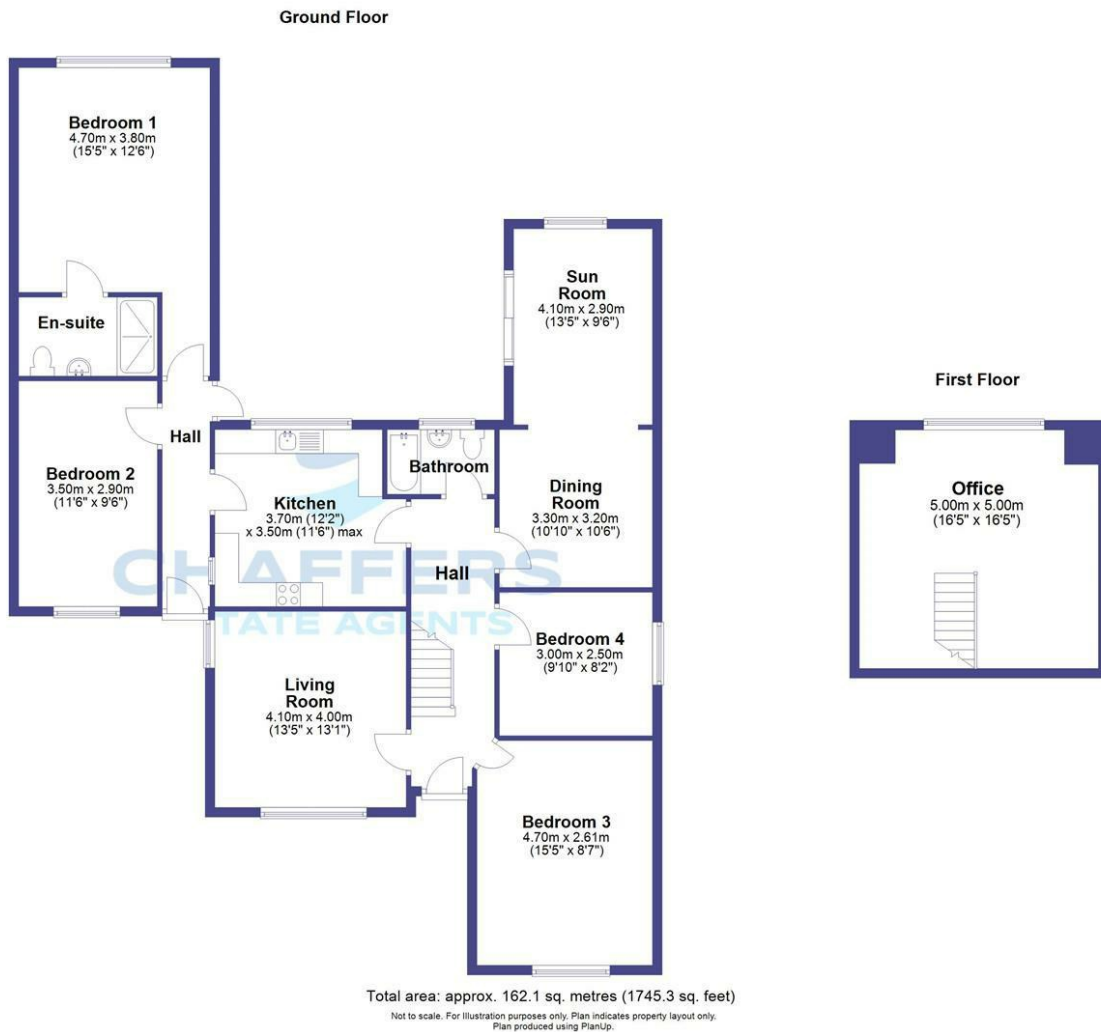 Ground Floor
Bedroom 1
4.70m x 3.80m
(15'5" x 12'6")
En-suite
Bedroom 2
3.50m x 2.90m
(11'6" x 9'6")
Hall
Kitchen
3.70m (12'2")
x 3.50m (11'6") max
Bathroom
Sun
Room
4.10m x 2.90m
(13'5" x 9'6")
Dining
Room
3.30m x 3.20m
(10'10" x 10'6")
Hall
CHAFFERS
TATE AGENTS
Living
Room
4.10m x 4.00m
(13'5" x 13'1")
Bedroom 4
3.00m x 2.50m
(9'10" x 8'2")
Bedroom 3
4.70m x 2.61m
(15'5" x 8'7")
First Floor
Office
5.00m x 5.00m
(16'5" x 16'5")
Total area: approx. 162.1 sq. metres (1745.3 sq. feet)
Not to scale. For Illustration purposes only. Plan indicates property layout only.
Plan produced using PlanUp.